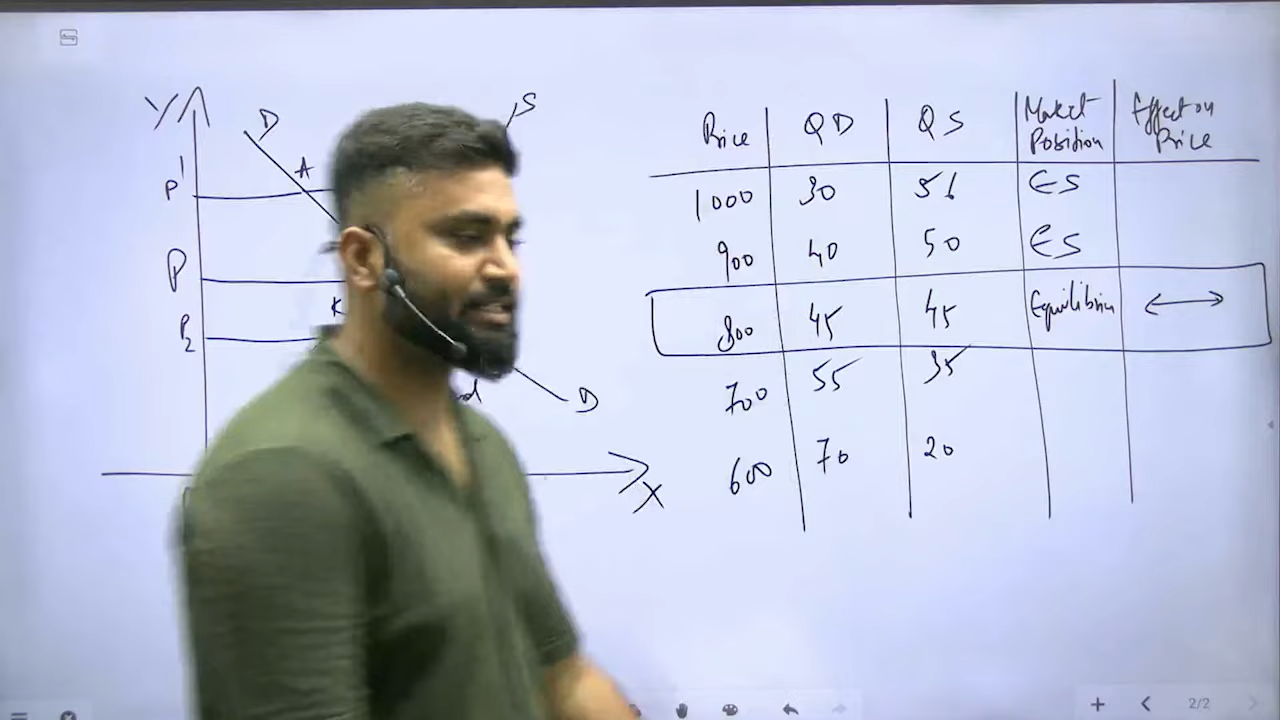 Y
D
S
P'
A
P
K
P2
D
X
Price QD QS Market Position Effect on Price
1000 30 51 ES
900 40 50 ES
800 45 45 Equilibrium ↔
700 55 35
600 70 20
2/2